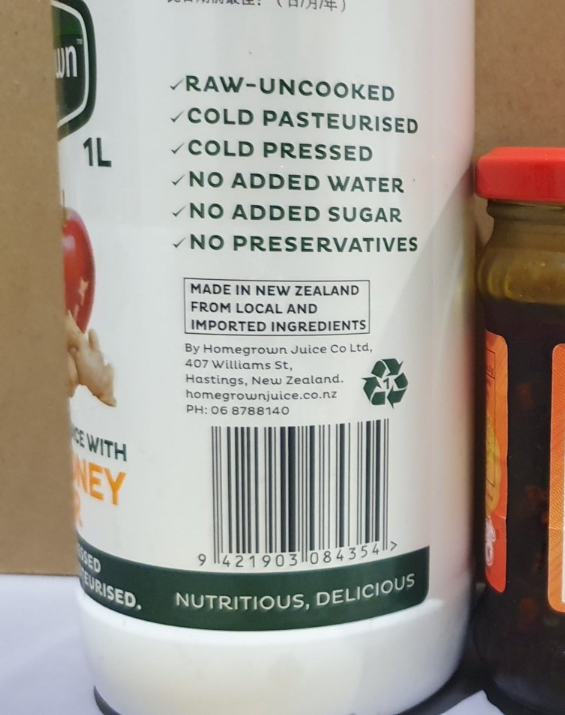 1L
✓RAW-UNCOOKED
✓COLD PASTEURISED
✓COLD PRESSED
✓NO ADDED WATER
✓NO ADDED SUGAR
✓NO PRESERVATIVES
MADE IN NEW ZEALAND
FROM LOCAL AND
IMPORTED INGREDIENTS
By Homegrown Juice Co Ltd,
407 Williams St,
Hastings, New Zealand.
homegrownjuice.co.nz
PH: 06 8788140
1
WITH
9 421903 084354 >
NUTRITIOUS, DELICIOUS